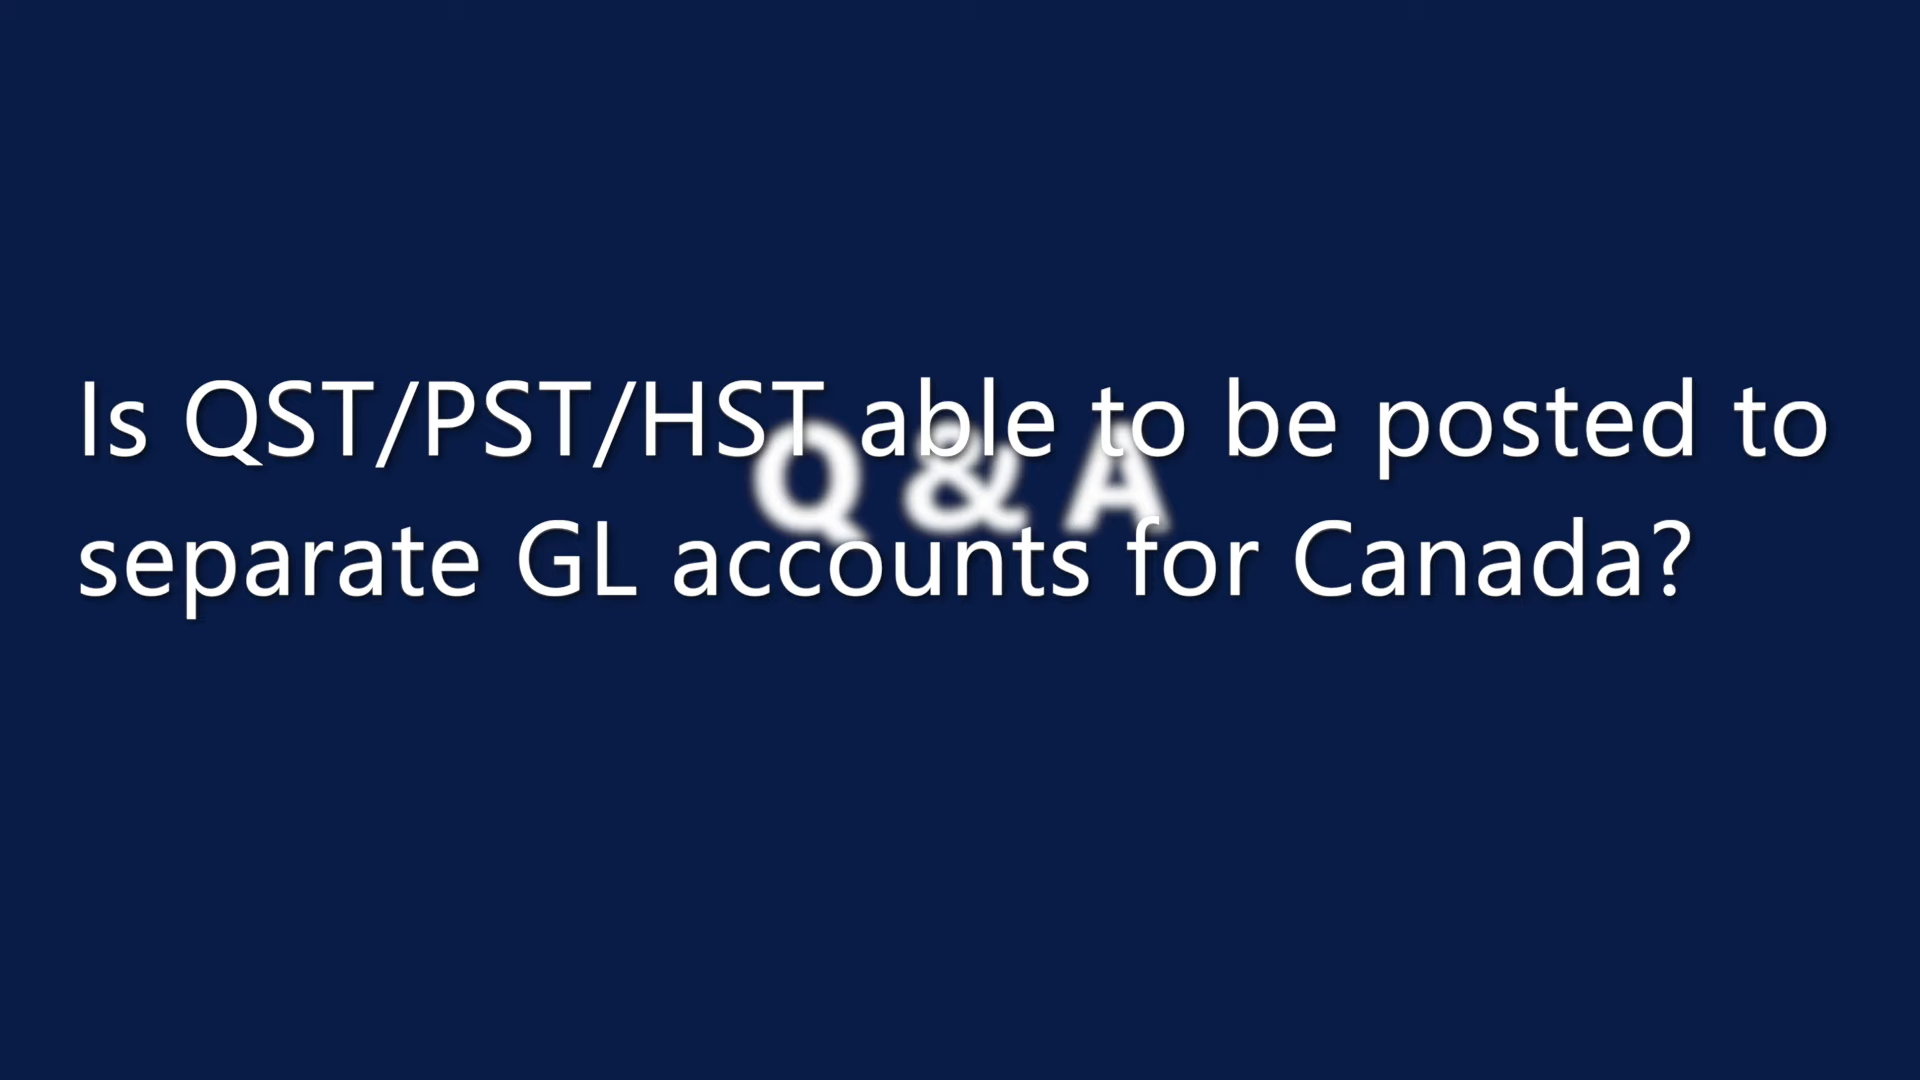 Is QST/PST/HST able to be posted to
Q & A
separate GL accounts for Canada?